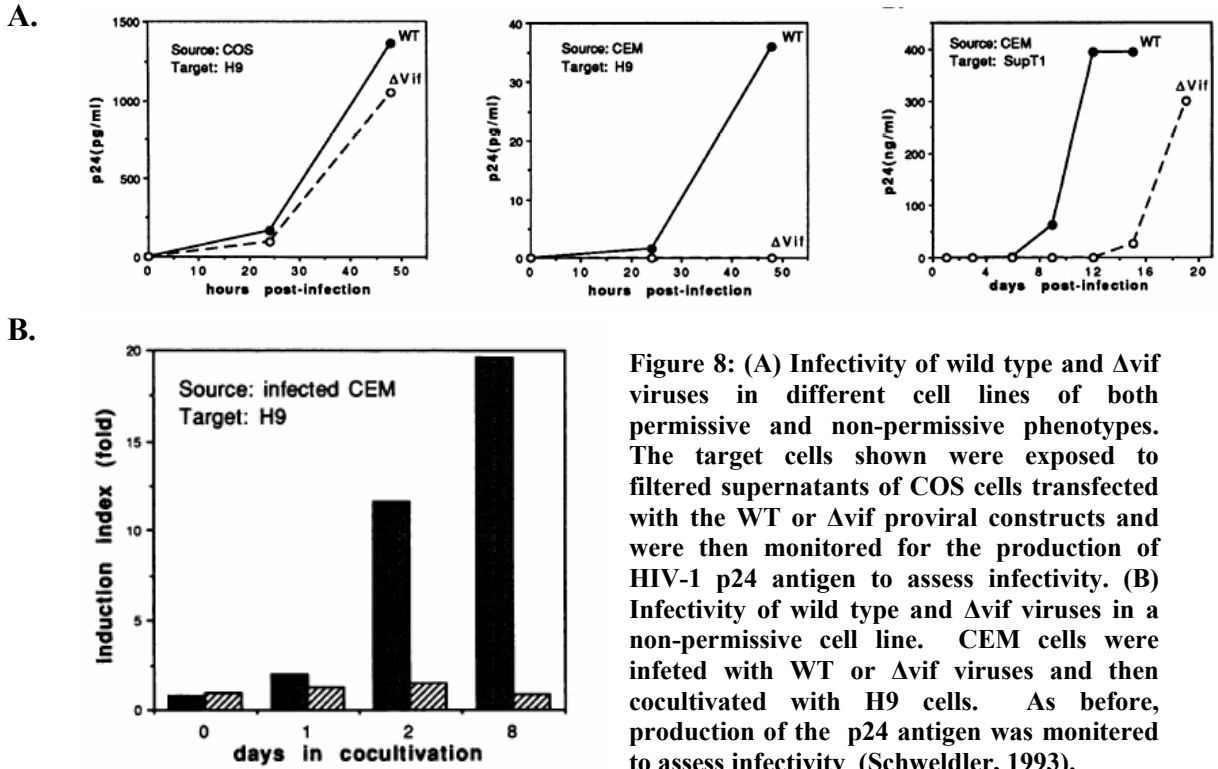 A.
1500
1000
500
0
p24(pg/ml)
Source: COS
Target: H9
WT
ΔVif
0 10 20 30 40 50
hours post-infection
40
30
20
10
0
p24(pg/ml)
Source: CEM
Target: H9
WT
ΔVif
0 10 20 30 40 50
hours post-infection
400
300
200
100
0
p24(ng/ml)
Source: CEM
Target: SupT1
WT
ΔVif
0 4 8 12 16 20
days post-infection
B.
20
15
10
5
0
induction index (fold)
Source: infected CEM
Target: H9
0 1 2 8
days in cocultivation
Figure 8: (A) Infectivity of wild type and Δvif
viruses in different cell lines of both
permissive and non-permissive phenotypes.
The target cells shown were exposed to
filtered supernatants of COS cells transfected
with the WT or Δvif proviral constructs and
were then monitored for the production of
HIV-1 p24 antigen to assess infectivity. (B)
Infectivity of wild type and Δvif viruses in a
non-permissive cell line. CEM cells were
infeted with WT or Δvif viruses and then
cocultivated with H9 cells. As before,
production of the p24 antigen was monitered
to assess infectivity (Schweldler, 1993).